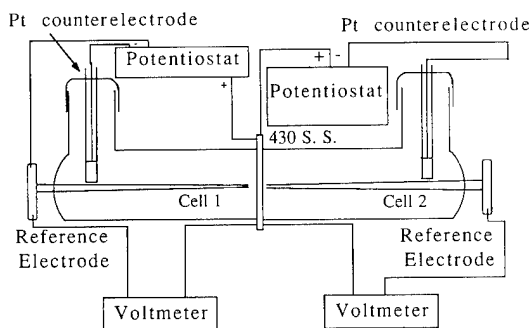 Pt counterelectrode
Pt counterelectrode
-
Potentiostat
+
+ -
Potentiostat
430 S. S.
Cell 1
Cell 2
Reference
Electrode
Reference
Electrode
Voltmeter
Voltmeter